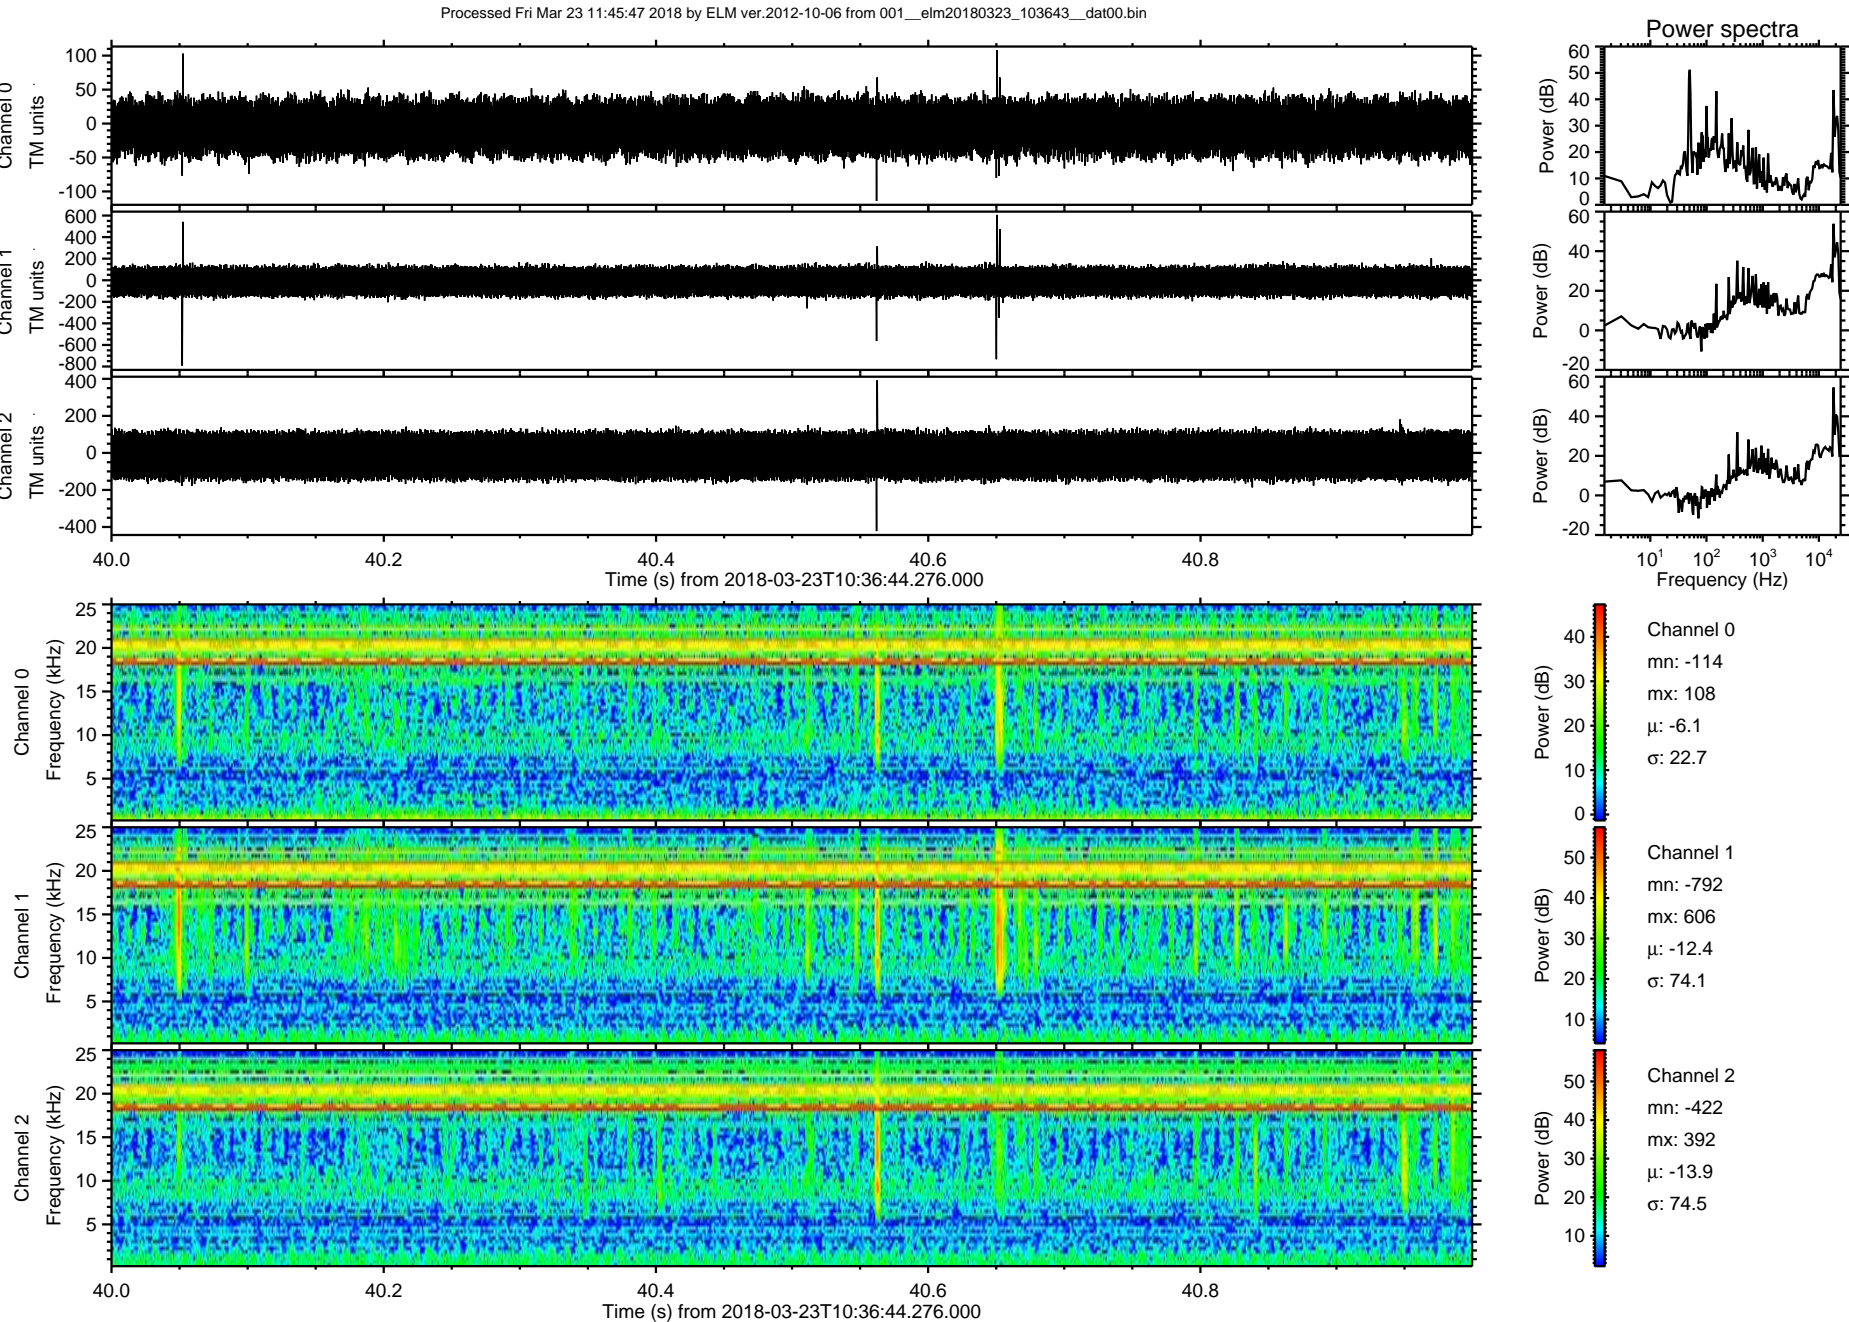 Processed Fri Mar 23 11:45:47 2018 by ELM ver.2012-10-06 from 001__elm20180323_103643__dat00.bin
Power spectra
Channel 0
TM units
100
50
0
-50
-100
Power (dB)
60
50
40
30
20
10
0
Channel 1
TM units
600
400
200
0
-200
-400
-600
-800
Power (dB)
60
40
20
0
-20
Channel 2
TM units
400
200
0
-200
-400
Power (dB)
60
40
20
0
-20
40.0 40.2 40.4 40.6 40.8
Time (s) from 2018-03-23T10:36:44.276.000
10¹ 10² 10³ 10⁴
Frequency (Hz)
Channel 0
Frequency (kHz)
25
20
15
10
5
Power (dB)
40
30
20
10
0
Channel 0
mn: -114
mx: 108
μ: -6.1
σ: 22.7
Channel 1
Frequency (kHz)
25
20
15
10
5
Power (dB)
50
40
30
20
10
Channel 1
mn: -792
mx: 606
μ: -12.4
σ: 74.1
Channel 2
Frequency (kHz)
25
20
15
10
5
Power (dB)
50
40
30
20
10
Channel 2
mn: -422
mx: 392
μ: -13.9
σ: 74.5
40.0 40.2 40.4 40.6 40.8
Time (s) from 2018-03-23T10:36:44.276.000